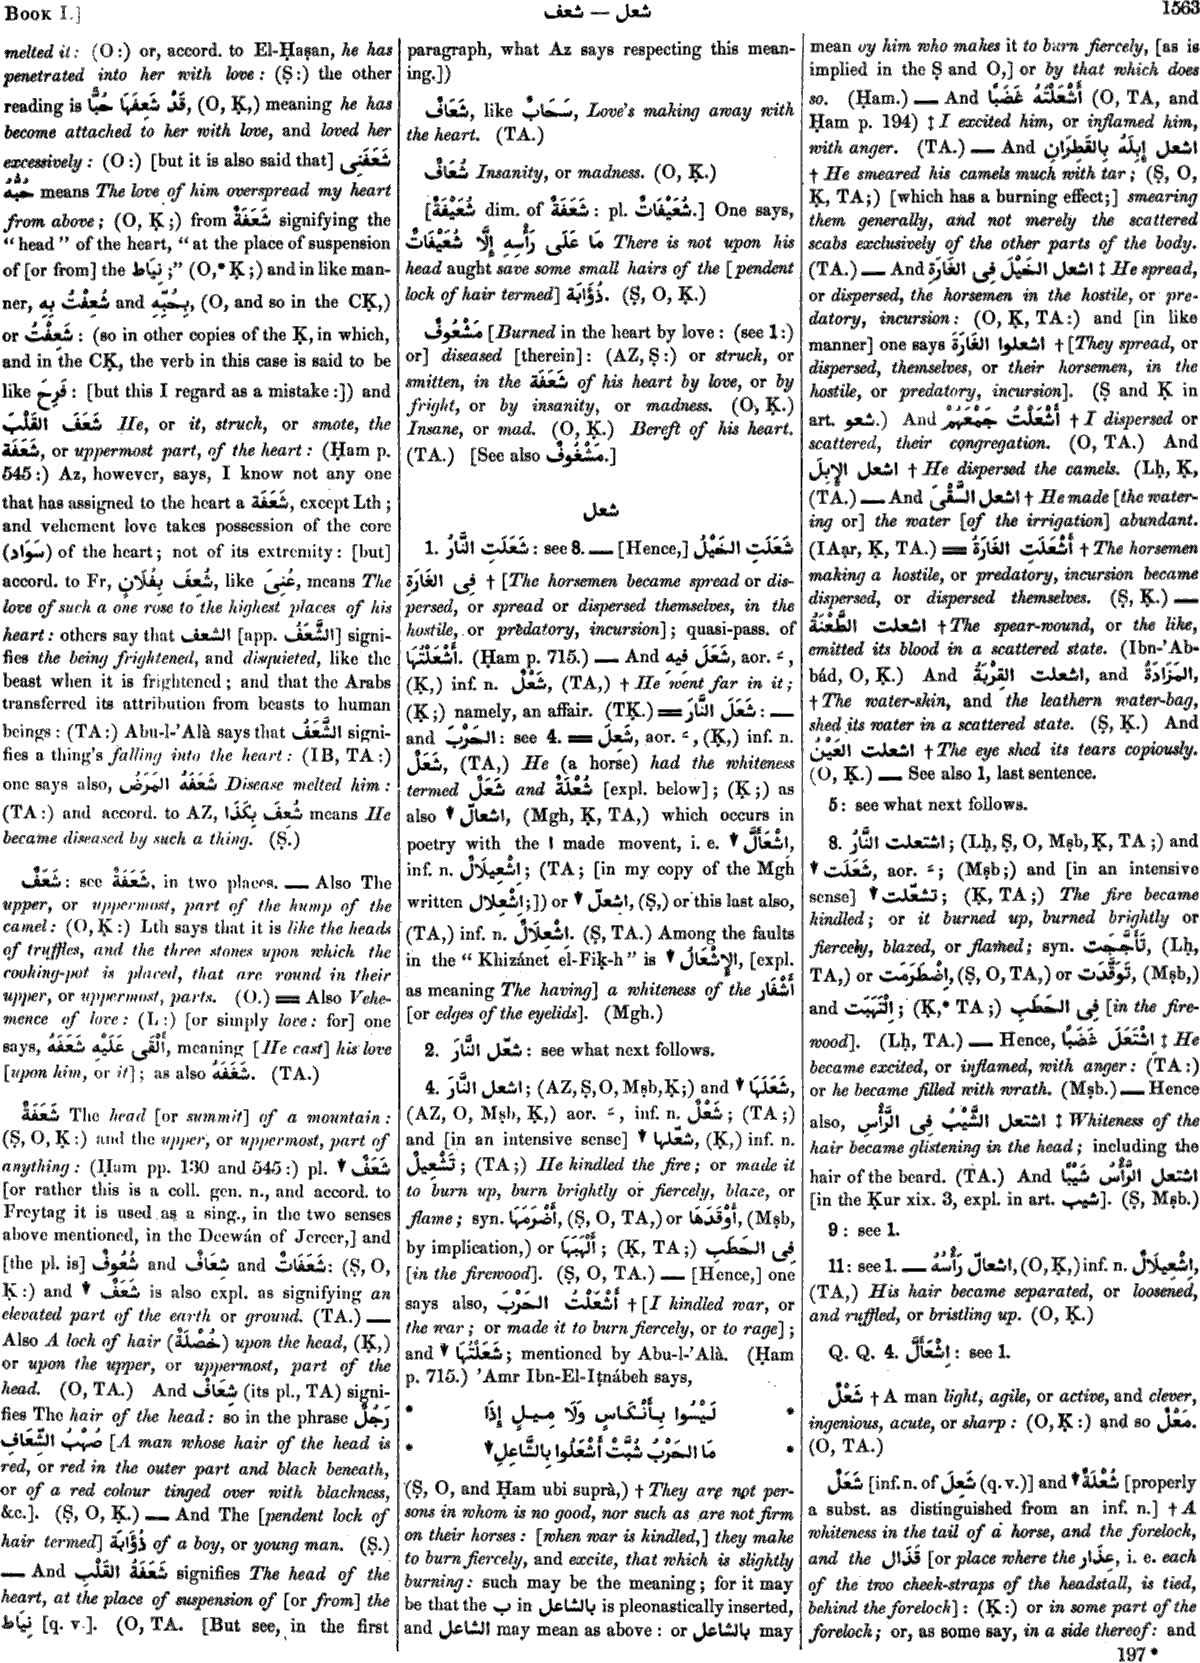 BOOK I.]
شعل — شعف
1563
melted it: (O:) or, accord. to El-Ḥaṣan, he has
penetrated into her with love: (Ṣ:) the other
reading is قَدْ شَعَفَهَا حُبًّا, (O, Ḳ,) meaning he has
become attached to her with love, and loved her
excessively: (O:) [but it is also said that] شَعَفَنِى
حُبُّهُ means The love of him overspread my heart
from above; (O, Ḳ;) from شَعَفَةٌ signifying the
“head” of the heart, “at the place of suspension
of [or from] the نِيَاط;” (O,* Ḳ;) and in like man-
ner, شُعِفْتُ بِهِ and بِحُبِّهِ, (O, and so in the CḲ,)
or شَعِفْتُ: (so in other copies of the Ḳ, in which,
and in the CḲ, the verb in this case is said to be
like فَرِحَ: [but this I regard as a mistake:]) and
شَعَفَ القَلْبَ He, or it, struck, or smote, the
شَعَفَة, or uppermost part, of the heart: (Ḥam p.
545:) Az, however, says, I know not any one
that has assigned to the heart a شَعَفَة, except Lth;
and vehement love takes possession of the core
(سَوَاد) of the heart; not of its extremity: [but]
accord. to Fr, شُعِفَ بِفُلَانٍ, like عُنِىَ, means The
love of such a one rose to the highest places of his
heart: others say that الشعف [app. الشَّعَفُ] signi-
fies the being frightened, and disquieted, like the
beast when it is frightened; and that the Arabs
transferred its attribution from beasts to human
beings: (TA:) Abu-l-’Alà says that الشَّعَفُ signi-
fies a thing's falling into the heart: (IB, TA:)
one says also, شَعَفَهُ المَرَضُ Disease melted him:
(TA:) and accord. to AZ, شُعِفَ بِكَذَا means He
became diseased by such a thing. (Ṣ.)
شَعَفٌ: see شَعَفَةٌ, in two places. — Also The
upper, or uppermost, part of the hump of the
camel: (O, Ḳ:) Lth says that it is like the heads
of truffles, and the three stones upon which the
cooking-pot is placed, that are round in their
upper, or uppermost, parts. (O.) ═ Also Vehe-
mence of love: (L:) [or simply love: for] one
says, أَلْقَى عَلَيْهِ شَعَفَهُ, meaning [He cast] his love
[upon him, or it]; as also شَغَفَهُ. (TA.)
شَعَفَةٌ The head [or summit] of a mountain:
(Ṣ, O, Ḳ:) and the upper, or uppermost, part of
anything: (Ḥam pp. 130 and 545:) pl. ▼ شَعَفٌ
[or rather this is a coll. gen. n., and accord. to
Freytag it is used as a sing., in the two senses
above mentioned, in the Deewán of Jereer,] and
[the pl. is] شُعُوفٌ and شِعَافٌ and شَعَفَاتٌ: (Ṣ, O,
Ḳ:) and ▼ شَعَفٌ is also expl. as signifying an
elevated part of the earth or ground. (TA.) —
Also A lock of hair (خُصْلَةٌ) upon the head, (Ḳ,)
or upon the upper, or uppermost, part of the
head. (O, TA.) And شِعَافٌ (its pl., TA) signi-
fies The hair of the head: so in the phrase رَجُلٌ
صُهْبُ الشِّعَافِ [A man whose hair of the head is
red, or red in the outer part and black beneath,
or of a red colour tinged over with blackness,
&c.]. (Ṣ, O, Ḳ.) — And The [pendent lock of
hair termed] ذُؤَابَة of a boy, or young man. (Ṣ.)
— And شَعَفَةُ القَلْبِ signifies The head of the
heart, at the place of suspension of [or from] the
نِيَاط [q. v.]. (O, TA. [But see, in the first
paragraph, what Az says respecting this mean-
ing.])
شَعَافٌ, like سَحَابٌ, Love's making away with
the heart. (TA.)
شُعَافٌ Insanity, or madness. (O, Ḳ.)
[شُعَيْفَةٌ dim. of شَعَفَةٌ: pl. شُعَيْفَاتٌ.] One says,
مَا عَلَى رَأْسِهِ إِلَّا شُعَيْفَاتٌ There is not upon his
head aught save some small hairs of the [pendent
lock of hair termed] ذُؤَابَة. (Ṣ, O, Ḳ.)
مَشْعُوفٌ [Burned in the heart by love: (see 1:)
or] diseased [therein]: (AZ, Ṣ:) or struck, or
smitten, in the شَعَفَة of his heart by love, or by
fright, or by insanity, or madness. (O, Ḳ.)
Insane, or mad. (O, Ḳ.) Bereft of his heart.
(TA.) [See also مَشْغُوفٌ.]
شعل
1. شَعَلَتِ النَّارُ: see 8. — [Hence,] شَعَلَتِ الخَيْلُ
فِى الغَارَةِ † [The horsemen became spread or dis-
persed, or spread or dispersed themselves, in the
hostile, or predatory, incursion]; quasi-pass. of
أَشْعَلْتُهَا. (Ḥam p. 715.) — And شَعَلَ فِيهِ, aor. ـَ ,
(Ḳ,) inf. n. شَعْلٌ, (TA,) † He went far in it;
(Ḳ;) namely, an affair. (TḲ.) ═ شَعَلَ النَّارَ: —
and الحَرْبَ: see 4. ═ شَعِلَ, aor. ـَ , (Ḳ,) inf. n.
شَعَلٌ, (TA,) He (a horse) had the whiteness
termed شَعَلٌ and شُعْلَةٌ [expl. below]; (Ḳ;) as
also ▼ اشعالّ, (Mgh, Ḳ, TA,) which occurs in
poetry with the ا made movent, i. e. ▼ اشْعَأَلَّ,
inf. n. اِشْعِيلَالٌ; (TA; [in my copy of the Mgh
written اِشْعِلَال;]) or ▼ اشعلّ, (Ṣ,) or this last also,
(TA,) inf. n. اِشْعِلَالٌ. (Ṣ, TA.) Among the faults
in the “Khizánet el-Fiḳ-h” is ▼ الإِشْعَالُ, [expl.
as meaning The having] a whiteness of the أَشْفَار
[or edges of the eyelids]. (Mgh.)
2. شعّل النَّارَ: see what next follows.
4. اشعل النَّارَ; (AZ, Ṣ, O, Mṣb, Ḳ;) and ▼ شَعَلَهَا,
(AZ, O, Mṣb, Ḳ,) aor. ـَ , inf. n. شَعْلٌ; (TA;)
and [in an intensive sense] ▼ شعّلها, (Ḳ,) inf. n.
تَشْعِيلٌ; (TA;) He kindled the fire; or made it
to burn up, burn brightly or fiercely, blaze, or
flame; syn. أَضْرَمَهَا, (Ṣ, O, TA,) or أَوْقَدَهَا, (Mṣb,
by implication,) or أَلْهَبَهَا; (Ḳ, TA;) فِى الحَطَبِ
[in the firewood]. (Ṣ, O, TA.) — [Hence,] one
says also, أَشْعَلْتُ الحَرْبَ † [I kindled war, or
the war; or made it to burn fiercely, or to rage];
and ▼ شَعَلْتُهَا; mentioned by Abu-l-’Alà. (Ḥam
p. 715.) ’Amr Ibn-El-Iṭnábeh says,
* لَيْسُوا بِأَنْكَاسٍ وَلَا مِيلٍ إِذَا *
* مَا الحَرْبُ شُبَّتْ أَشْعَلُوا بِالشَّاعِلِ ▼ *
(Ṣ, O, and Ḥam ubi suprà,) † They are not per-
sons in whom is no good, nor such as are not firm
on their horses: [when war is kindled,] they make
to burn fiercely, and excite, that which is slightly
burning: such may be the meaning; for it may
be that the ب in بالشاعل is pleonastically inserted,
and الشاعل may mean as above: or بالشاعل may
mean by him who makes it to burn fiercely, [as is
implied in the Ṣ and O,] or by that which does
so. (Ḥam.) — And أَشْعَلْتُهُ غَضَبًا (O, TA, and
Ḥam p. 194) ‡ I excited him, or inflamed him,
with anger. (TA.) — And اشعل إِبِلَهُ بِالقَطِرَانِ
† He smeared his camels much with tar; (Ṣ, O,
Ḳ, TA;) [which has a burning effect;] smearing
them generally, and not merely the scattered
scabs exclusively of the other parts of the body.
(TA.) — And اشعل الخَيْلَ فِى الغَارَةِ ‡ He spread,
or dispersed, the horsemen in the hostile, or pre-
datory, incursion: (O, Ḳ, TA:) and [in like
manner] one says اشعلوا الغَارَةَ † [They spread, or
dispersed, themselves, or their horsemen, in the
hostile, or predatory, incursion]. (Ṣ and Ḳ in
art. شعو.) And أَشْعَلْتُ جَمْعَهُمْ † I dispersed or
scattered, their congregation. (O, TA.) And
اشعل الإِبِلَ † He dispersed the camels. (Lḥ, Ḳ,
(TA.) — And اشعل السَّقْىَ † He made [the water-
ing or] the water [of the irrigation] abundant.
(IAạr, Ḳ, TA.) ═ أَشْعَلَتِ الغَارَةُ † The horsemen
making a hostile, or predatory, incursion became
dispersed, or dispersed themselves. (Ṣ, Ḳ.) —
اشعلت الطَّعْنَةُ † The spear-wound, or the like,
emitted its blood in a scattered state. (Ibn-’Ab-
bád, O, Ḳ.) And اشعلت القِرْبَةُ, and المَزَادَةُ,
† The water-skin, and the leathern water-bag,
shed its water in a scattered state. (Ṣ, Ḳ.) And
اشعلت العَيْنُ † The eye shed its tears copiously.
(O, Ḳ.) — See also 1, last sentence.
5: see what next follows.
8. اشتعلت النَّارُ; (Lḥ, Ṣ, O, Mṣb, Ḳ, TA;) and
▼ شَعَلَت, aor. ـَ ; (Mṣb;) and [in an intensive
sense] ▼ تشعّلت; (Ḳ, TA;) The fire became
kindled; or it burned up, burned brightly or
fiercely, blazed, or flamed; syn. تَأَجَّجَت, (Lḥ,
TA,) or اِضْطَرَمَت, (Ṣ, O, TA,) or تَوَقَّدَت, (Mṣb,)
and اِلْتَهَبَت; (Ḳ,* TA;) فِى الحَطَبِ [in the fire-
wood]. (Lḥ, TA.) — Hence, اِشْتَعَلَ غَضَبًا ‡ He
became excited, or inflamed, with anger: (TA:)
or he became filled with wrath. (Mṣb.) — Hence
also, اشتعل الشَّيْبُ فِى الرَّأْسِ ‡ Whiteness of the
hair became glistening in the head; including the
hair of the beard. (TA.) And اشتعل الرَّأْسُ شَيْبًا
[in the Ḳur xix. 3, expl. in art. شيب]. (Ṣ, Mṣb.)
9: see 1.
11: see 1. — اشعالّ رَأْسُهُ, (O, Ḳ,) inf. n. اِشْعِيلَالٌ,
(TA,) His hair became separated, or loosened,
and ruffled, or bristling up. (O, Ḳ.)
Q. Q. 4. اِشْعَأَلَّ: see 1.
شَعْلٌ † A man light, agile, or active, and clever,
ingenious, acute, or sharp: (O, Ḳ:) and so مَعْلٌ.
(O, TA.)
شَعَلٌ [inf. n. of شَعِلَ (q. v.)] and ▼ شُعْلَةٌ [properly
a subst. as distinguished from an inf. n.] † A
whiteness in the tail of a horse, and the forelock,
and the قَذَال [or place where the عِذَار, i. e. each
of the two cheek-straps of the headstall, is tied,
behind the forelock]: (Ḳ:) or in some part of the
forelock; or, as some say, in a side thereof: and
197 *